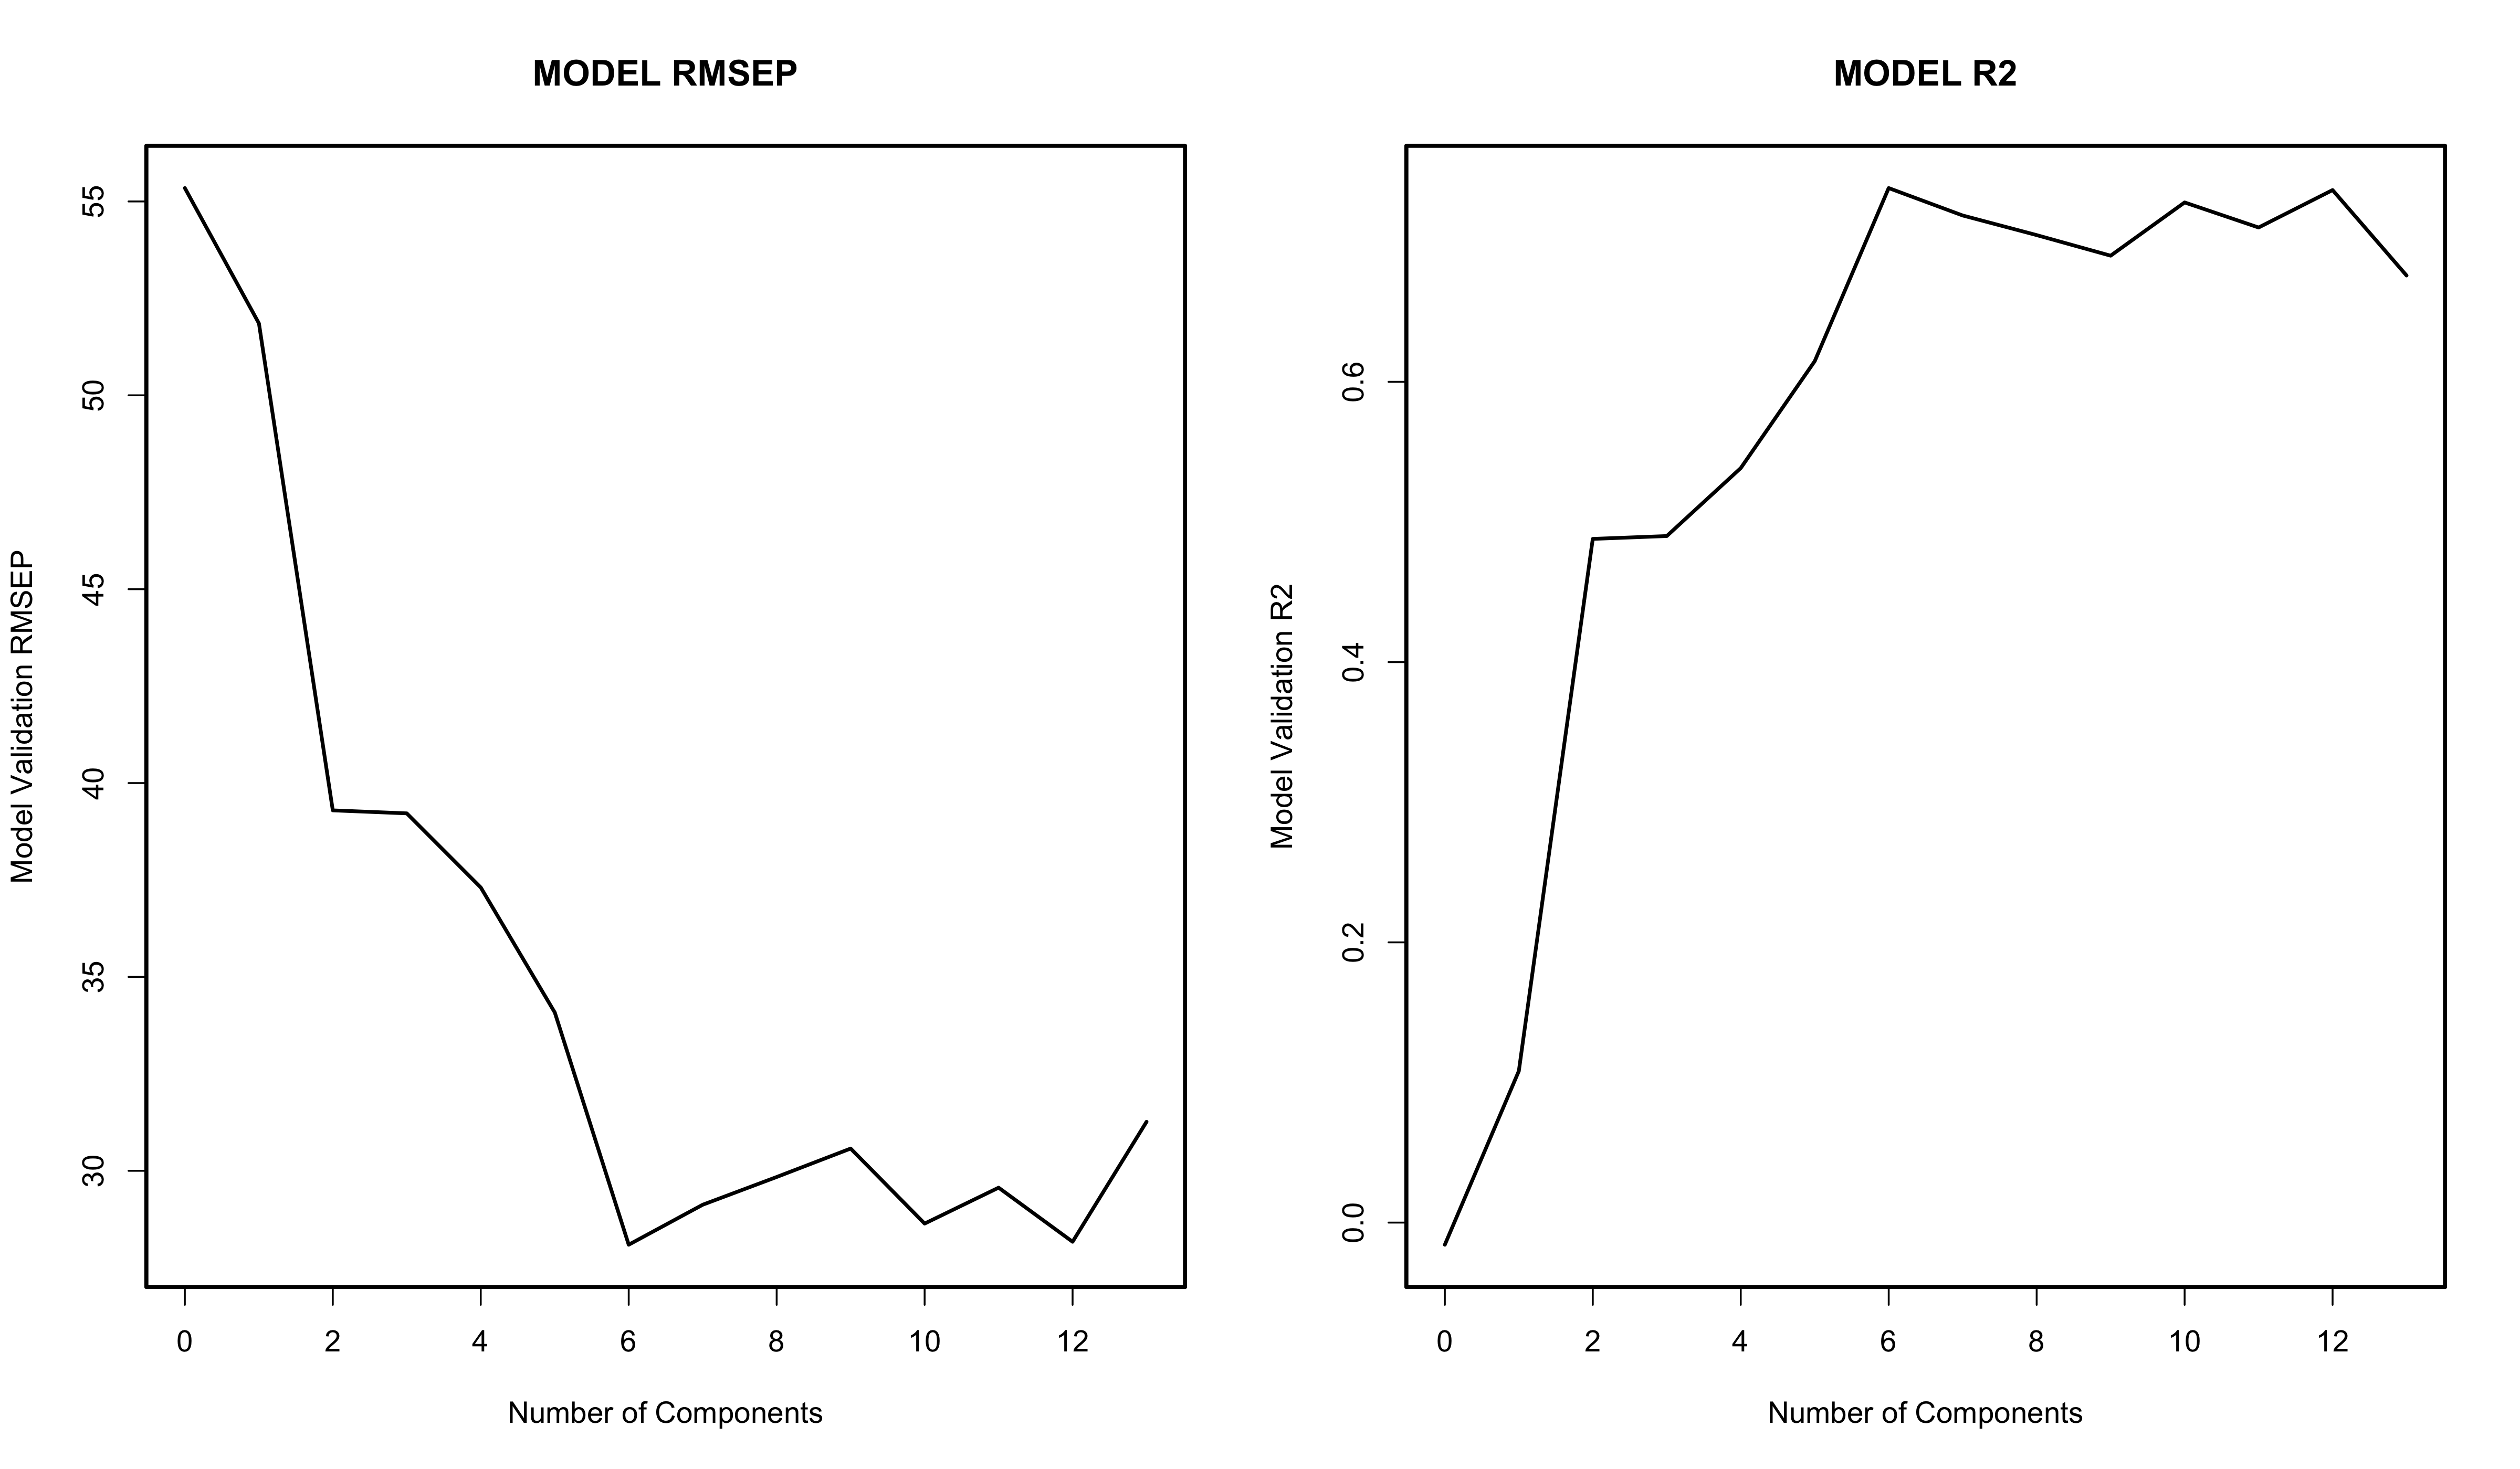 MODEL RMSEP
Model Validation RMSEP
55
50
45
40
35
30
0 2 4 6 8 10 12
Number of Components
MODEL R2
Model Validation R2
0.6
0.4
0.2
0.0
0 2 4 6 8 10 12
Number of Components